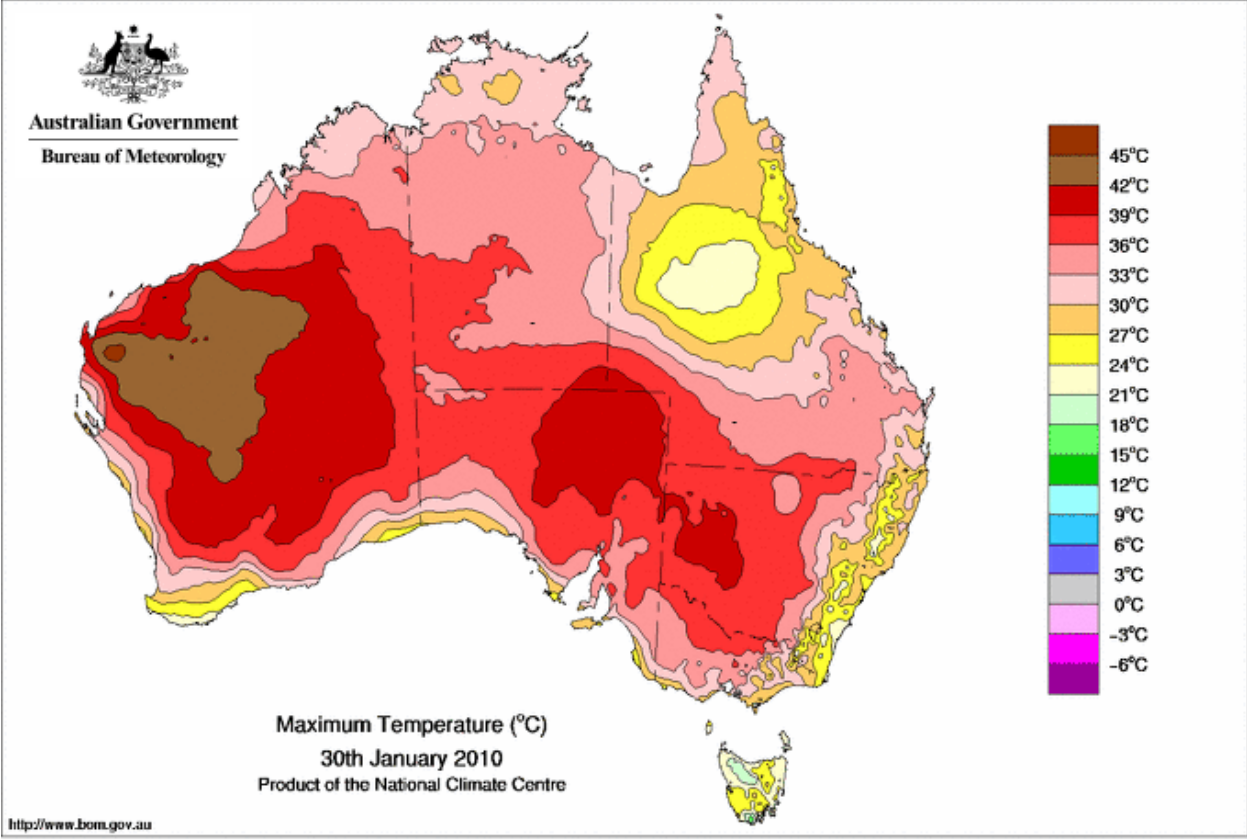 Australian Government
Bureau of Meteorology
45°C
42°C
39°C
36°C
33°C
30°C
27°C
24°C
21°C
18°C
15°C
12°C
9°C
6°C
3°C
0°C
-3°C
-6°C
Maximum Temperature (°C)
30th January 2010
Product of the National Climate Centre
http://www.bom.gov.au